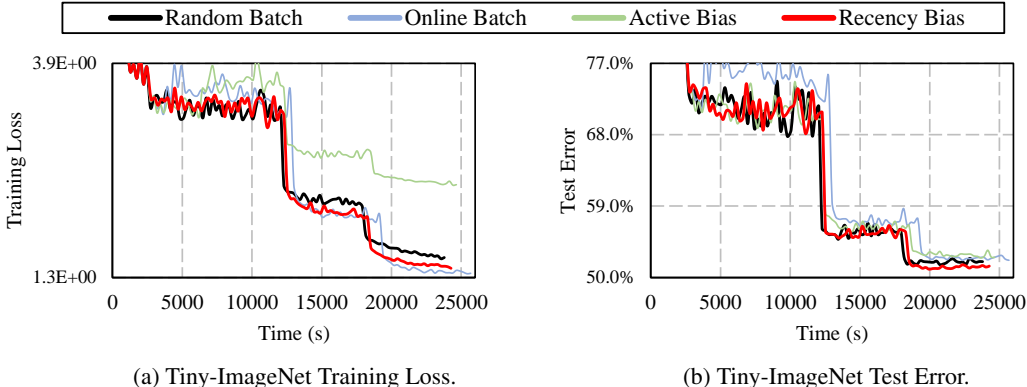 Random Batch Online Batch Active Bias Recency Bias
3.9E+00
1.3E+00
Training Loss
0 5000 10000 15000 20000 25000
Time (s)
(a) Tiny-ImageNet Training Loss.
77.0%
68.0%
59.0%
50.0%
Test Error
0 5000 10000 15000 20000 25000
Time (s)
(b) Tiny-ImageNet Test Error.